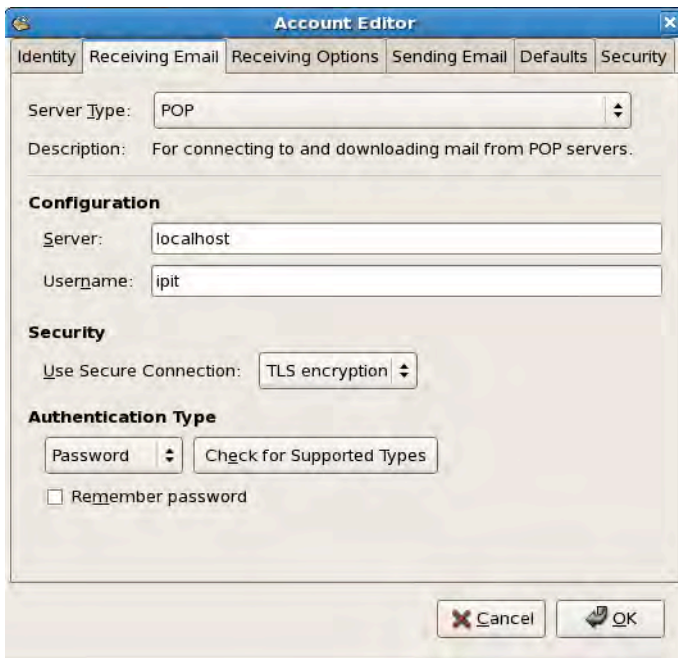 Account Editor
Identity Receiving Email Receiving Options Sending Email Defaults Security
Server Type: POP
Description: For connecting to and downloading mail from POP servers.
Configuration
Server: localhost
Username: ipit
Security
Use Secure Connection: TLS encryption
Authentication Type
Password Check for Supported Types
Remember password
Cancel OK